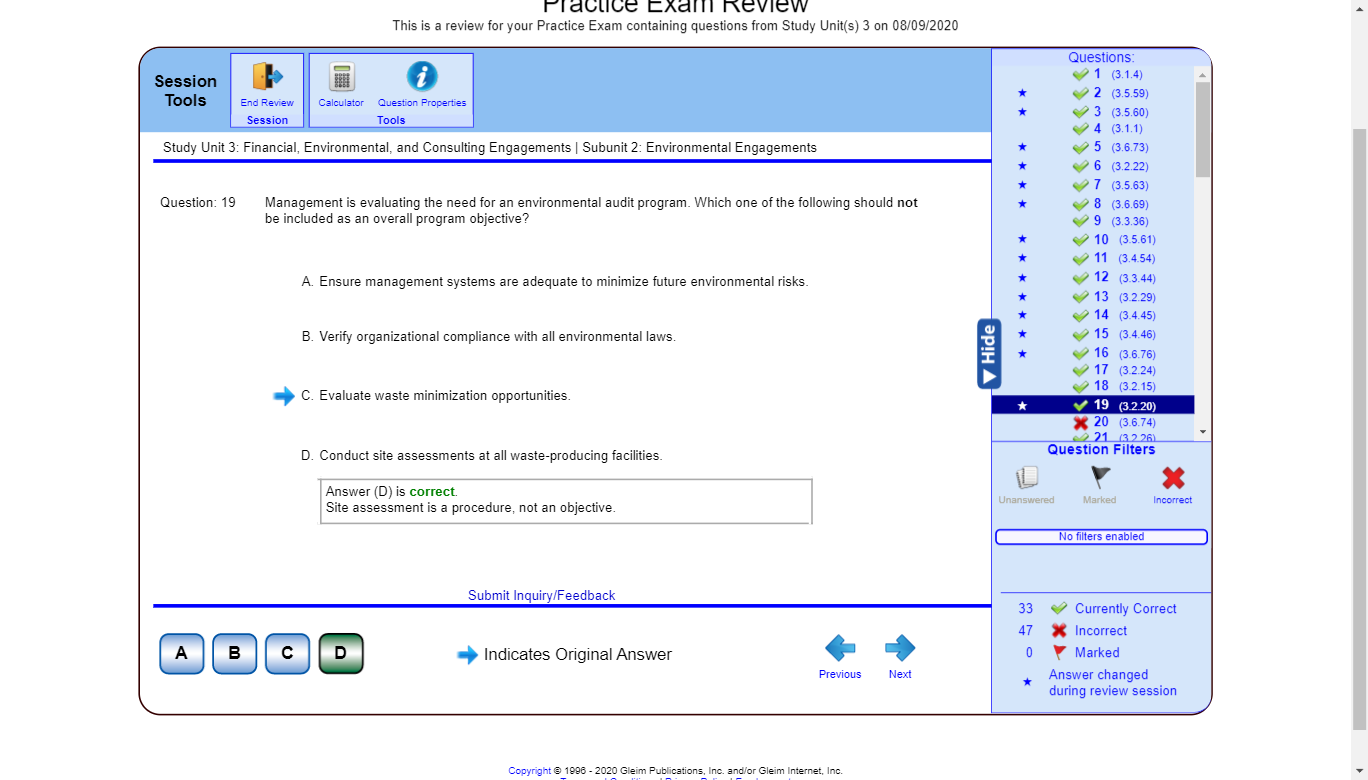 Practice Exam Review
This is a review for your Practice Exam containing questions from Study Unit(s) 3 on 08/09/2020
Session Tools
End Review
Session
Calculator
Question Properties
Tools
Study Unit 3: Financial, Environmental, and Consulting Engagements | Subunit 2: Environmental Engagements
Question: 19
Management is evaluating the need for an environmental audit program. Which one of the following should not
be included as an overall program objective?
A. Ensure management systems are adequate to minimize future environmental risks.
B. Verify organizational compliance with all environmental laws.
C. Evaluate waste minimization opportunities.
D. Conduct site assessments at all waste-producing facilities.
Answer (D) is correct.
Site assessment is a procedure, not an objective.
Submit Inquiry/Feedback
A
B
C
D
Indicates Original Answer
Previous
Next
Hide
Questions:
1 (3.1.4)
2 (3.5.59)
3 (3.5.60)
4 (3.1.1)
5 (3.6.73)
6 (3.2.22)
7 (3.5.63)
8 (3.6.69)
9 (3.3.36)
10 (3.5.61)
11 (3.4.54)
12 (3.3.44)
13 (3.2.29)
14 (3.4.45)
15 (3.4.46)
16 (3.6.76)
17 (3.2.24)
18 (3.2.15)
19 (3.2.20)
20 (3.6.74)
21 (3.2.26)
Question Filters
Unanswered
Marked
Incorrect
No filters enabled
33 Currently Correct
47 Incorrect
0 Marked
Answer changed
during review session
Copyright © 1996 - 2020 Gleim Publications, Inc. and/or Gleim Internet, Inc.